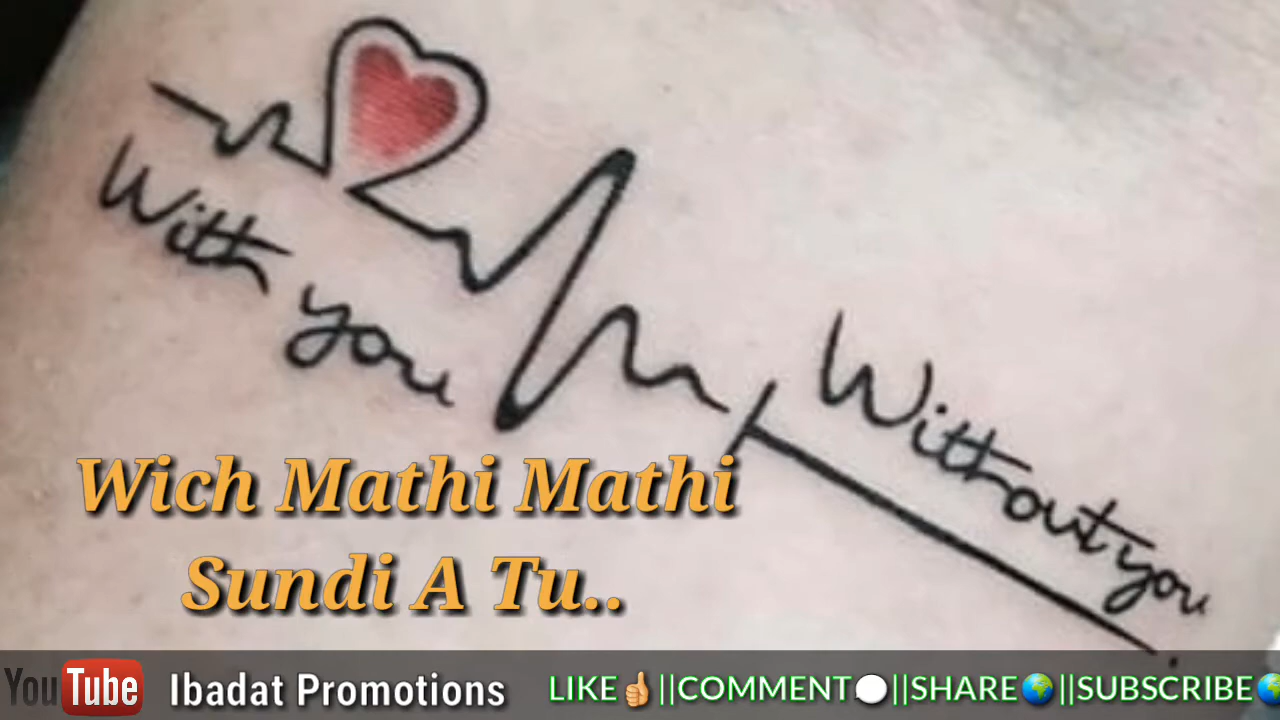 With you
Without you
Wich Mathi Mathi
Sundi A Tu..
YouTube Ibadat Promotions LIKE👍||COMMENT💬||SHARE🌍||SUBSCRIBE🌍